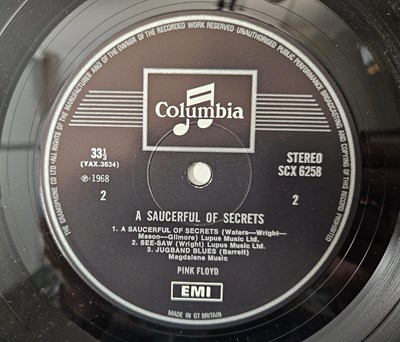 THE GRAMOPHONE CO LTD · ALL RIGHTS OF THE MANUFACTURER AND OF THE OWNER OF THE RECORDED WORK RESERVED · UNAUTHORISED PUBLIC PERFORMANCE BROADCASTING AND COPYING OF THIS RECORD PROHIBITED
Columbia
33⅓
(YAX.3634)
℗·1968
2
STEREO
SCX 6258
2
A SAUCERFUL OF SECRETS
1. A SAUCERFUL OF SECRETS (Waters—Wright—
Mason—Gilmore) Lupus Music Ltd.
2. SEE-SAW (Wright) Lupus Music Ltd.
3. JUGBAND BLUES (Barrett)
Magdalene Music
PINK FLOYD
EMI
MADE IN GT BRITAIN